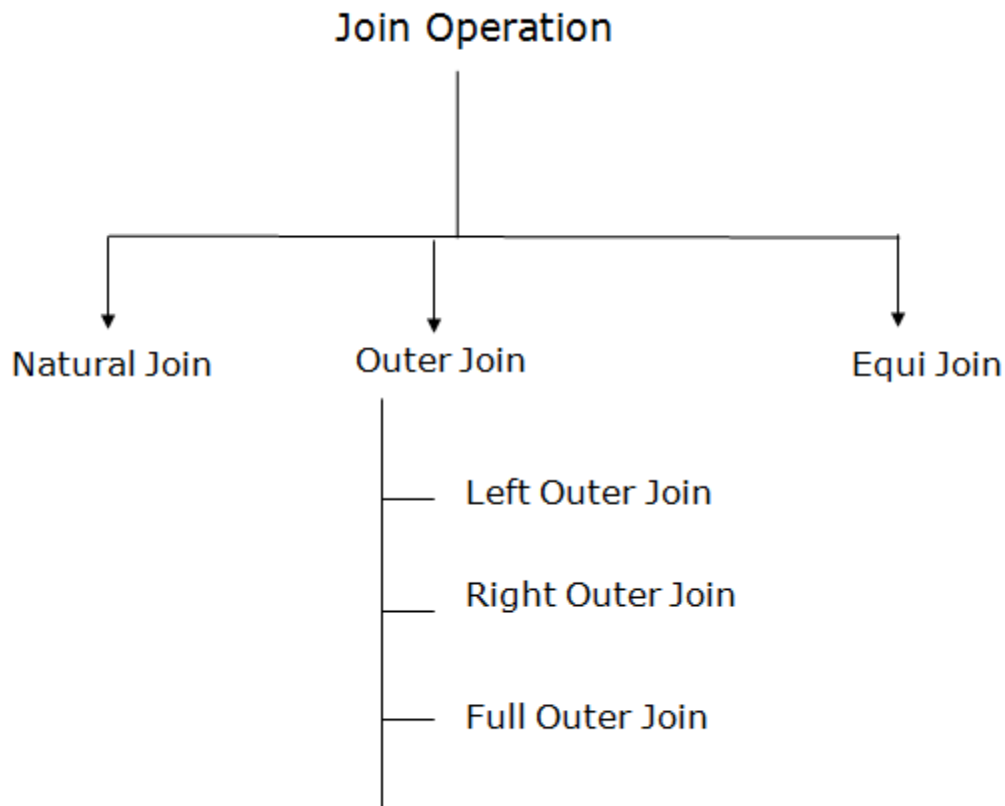 Join Operation
Natural Join
Outer Join
Equi Join
Left Outer Join
Right Outer Join
Full Outer Join